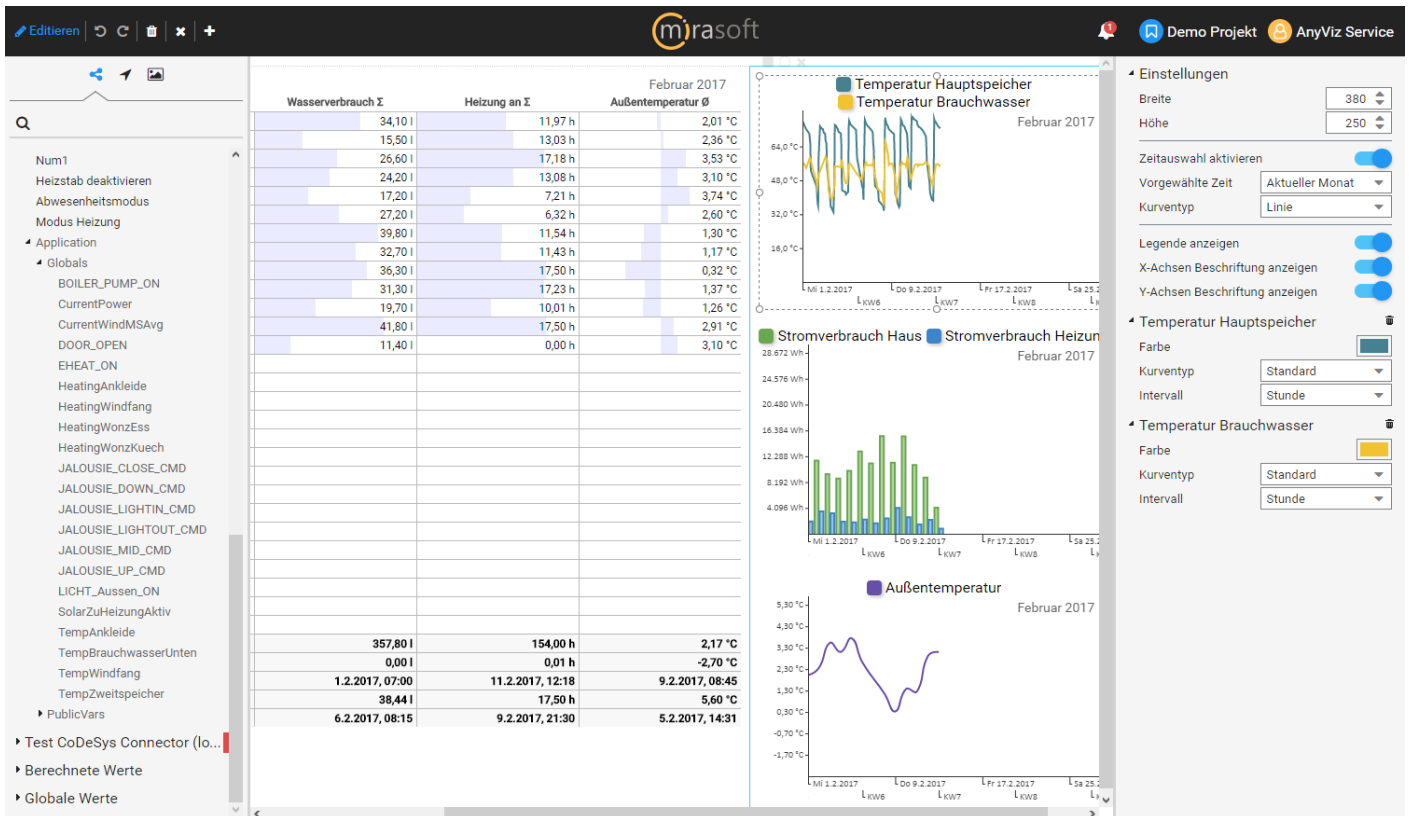 Editieren
mirasoft
1
Demo Projekt
AnyViz Service
Num1
Heizstab deaktivieren
Abwesenheitsmodus
Modus Heizung
Application
Globals
BOILER_PUMP_ON
CurrentPower
CurrentWindMSAvg
DOOR_OPEN
EHEAT_ON
HeatingAnkleide
HeatingWindfang
HeatingWonzEss
HeatingWonzKuech
JALOUSIE_CLOSE_CMD
JALOUSIE_DOWN_CMD
JALOUSIE_LIGHTIN_CMD
JALOUSIE_LIGHTOUT_CMD
JALOUSIE_MID_CMD
JALOUSIE_UP_CMD
LICHT_Aussen_ON
SolarZuHeizungAktiv
TempAnkleide
TempBrauchwasserUnten
TempWindfang
TempZweitspeicher
PublicVars
Test CoDeSys Connector (lo...
Berechnete Werte
Globale Werte
Februar 2017
Wasserverbrauch Σ Heizung an Σ Außentemperatur Ø
34,10 l 11,97 h 2,01 °C
15,50 l 13,03 h 2,36 °C
26,60 l 17,18 h 3,53 °C
24,20 l 13,08 h 3,10 °C
17,20 l 7,21 h 3,74 °C
27,20 l 6,32 h 2,60 °C
39,80 l 11,54 h 1,30 °C
32,70 l 11,43 h 1,17 °C
36,30 l 17,50 h 0,32 °C
31,30 l 17,23 h 1,37 °C
19,70 l 10,01 h 1,26 °C
41,80 l 17,50 h 2,91 °C
11,40 l 0,00 h 3,10 °C
357,80 l 154,00 h 2,17 °C
0,00 l 0,01 h -2,70 °C
1.2.2017, 07:00 11.2.2017, 12:18 9.2.2017, 08:45
38,44 l 17,50 h 5,60 °C
6.2.2017, 08:15 9.2.2017, 21:30 5.2.2017, 14:31
Temperatur Hauptspeicher
Temperatur Brauchwasser
Februar 2017
64,0 °C
48,0 °C
32,0 °C
16,0 °C
Mi 1.2.2017 Do 9.2.2017 Fr 17.2.2017 Sa 25.2
KW6 KW7 KW8
Stromverbrauch Haus Stromverbrauch Heizun
Februar 2017
28.672 Wh
24.576 Wh
20.480 Wh
16.384 Wh
12.288 Wh
8.192 Wh
4.096 Wh
Mi 1.2.2017 Do 9.2.2017 Fr 17.2.2017 Sa 25.2
KW6 KW7 KW8
Außentemperatur
Februar 2017
5,30 °C
4,30 °C
3,30 °C
2,30 °C
1,30 °C
0,30 °C
-0,70 °C
-1,70 °C
Mi 1.2.2017 Do 9.2.2017 Fr 17.2.2017 Sa 25.2
KW6 KW7 KW8
Einstellungen
Breite 380
Höhe 250
Zeitauswahl aktivieren
Vorgewählte Zeit Aktueller Monat
Kurventyp Linie
Legende anzeigen
X-Achsen Beschriftung anzeigen
Y-Achsen Beschriftung anzeigen
Temperatur Hauptspeicher
Farbe
Kurventyp Standard
Intervall Stunde
Temperatur Brauchwasser
Farbe
Kurventyp Standard
Intervall Stunde